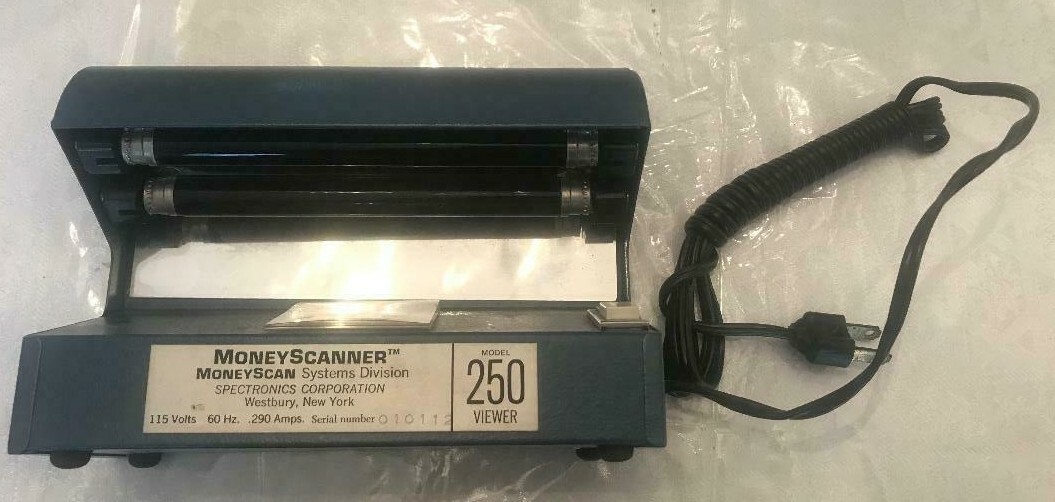 MONEYSCANNER™
MONEYSCAN Systems Division
SPECTRONICS CORPORATION
Westbury, New York
115 Volts 60 Hz. .290 Amps. Serial number 010112
MODEL
250
VIEWER